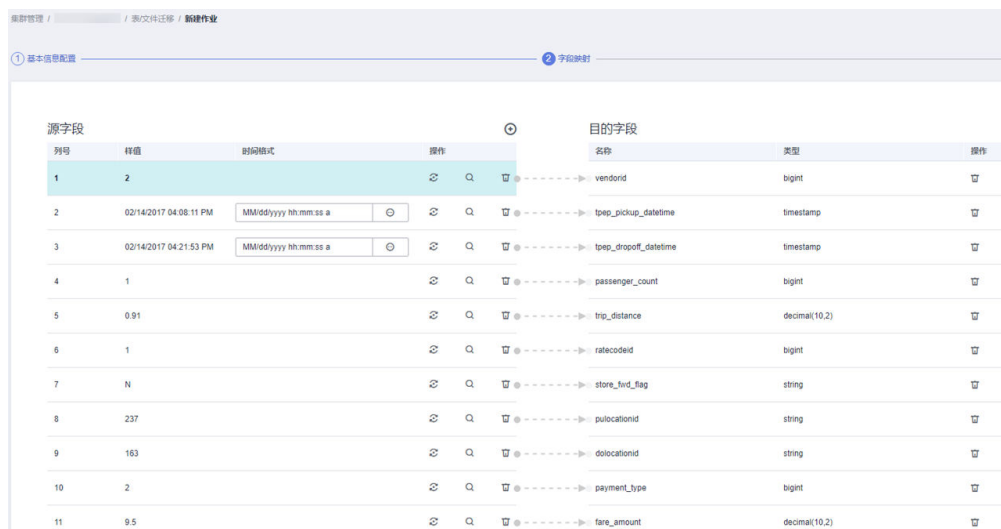 集群管理 / / 表/文件迁移 / 新建作业
1 基本信息配置 2 字段映射
源字段 目的字段
列号 样值 时间格式 操作 名称 类型 操作
1 2 vendorid bigint
2 02/14/2017 04:08:11 PM MM/dd/yyyy hh:mm:ss a tpep_pickup_datetime timestamp
3 02/14/2017 04:21:53 PM MM/dd/yyyy hh:mm:ss a tpep_dropoff_datetime timestamp
4 1 passenger_count bigint
5 0.91 trip_distance decimal(10,2)
6 1 ratecodeid bigint
7 N store_fwd_flag string
8 237 pulocationid string
9 163 dolocationid string
10 2 payment_type bigint
11 9.5 fare_amount decimal(10,2)